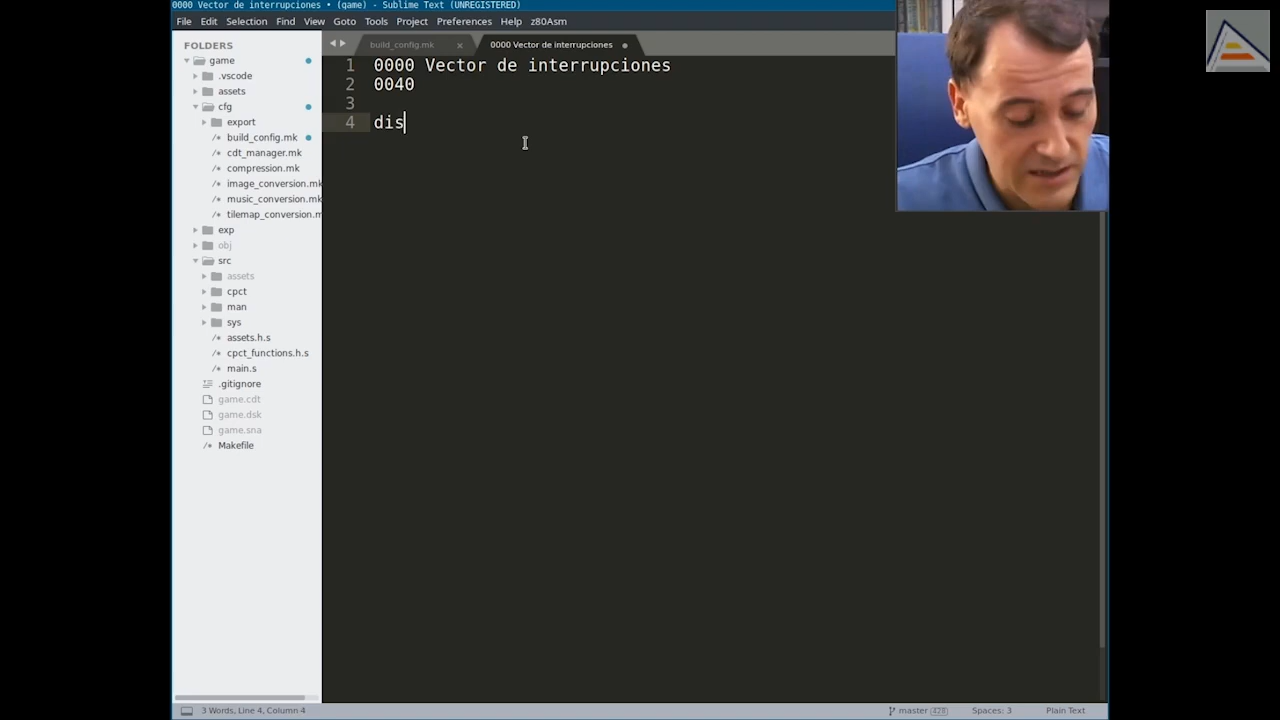 0000 Vector de interrupciones • (game) - Sublime Text (UNREGISTERED)
File Edit Selection Find View Goto Tools Project Preferences Help z80Asm
FOLDERS
game
.vscode
assets
cfg
export
build_config.mk
cdt_manager.mk
compression.mk
image_conversion.mk
music_conversion.mk
tilemap_conversion.m
exp
obj
src
assets
cpct
man
sys
assets.h.s
cpct_functions.h.s
main.s
.gitignore
game.cdt
game.dsk
game.sna
Makefile
build_config.mk × 0000 Vector de interrupciones •
1 0000 Vector de interrupciones
2 0040
3
4 dis
3 Words, Line 4, Column 4 master 428 Spaces: 3 Plain Text